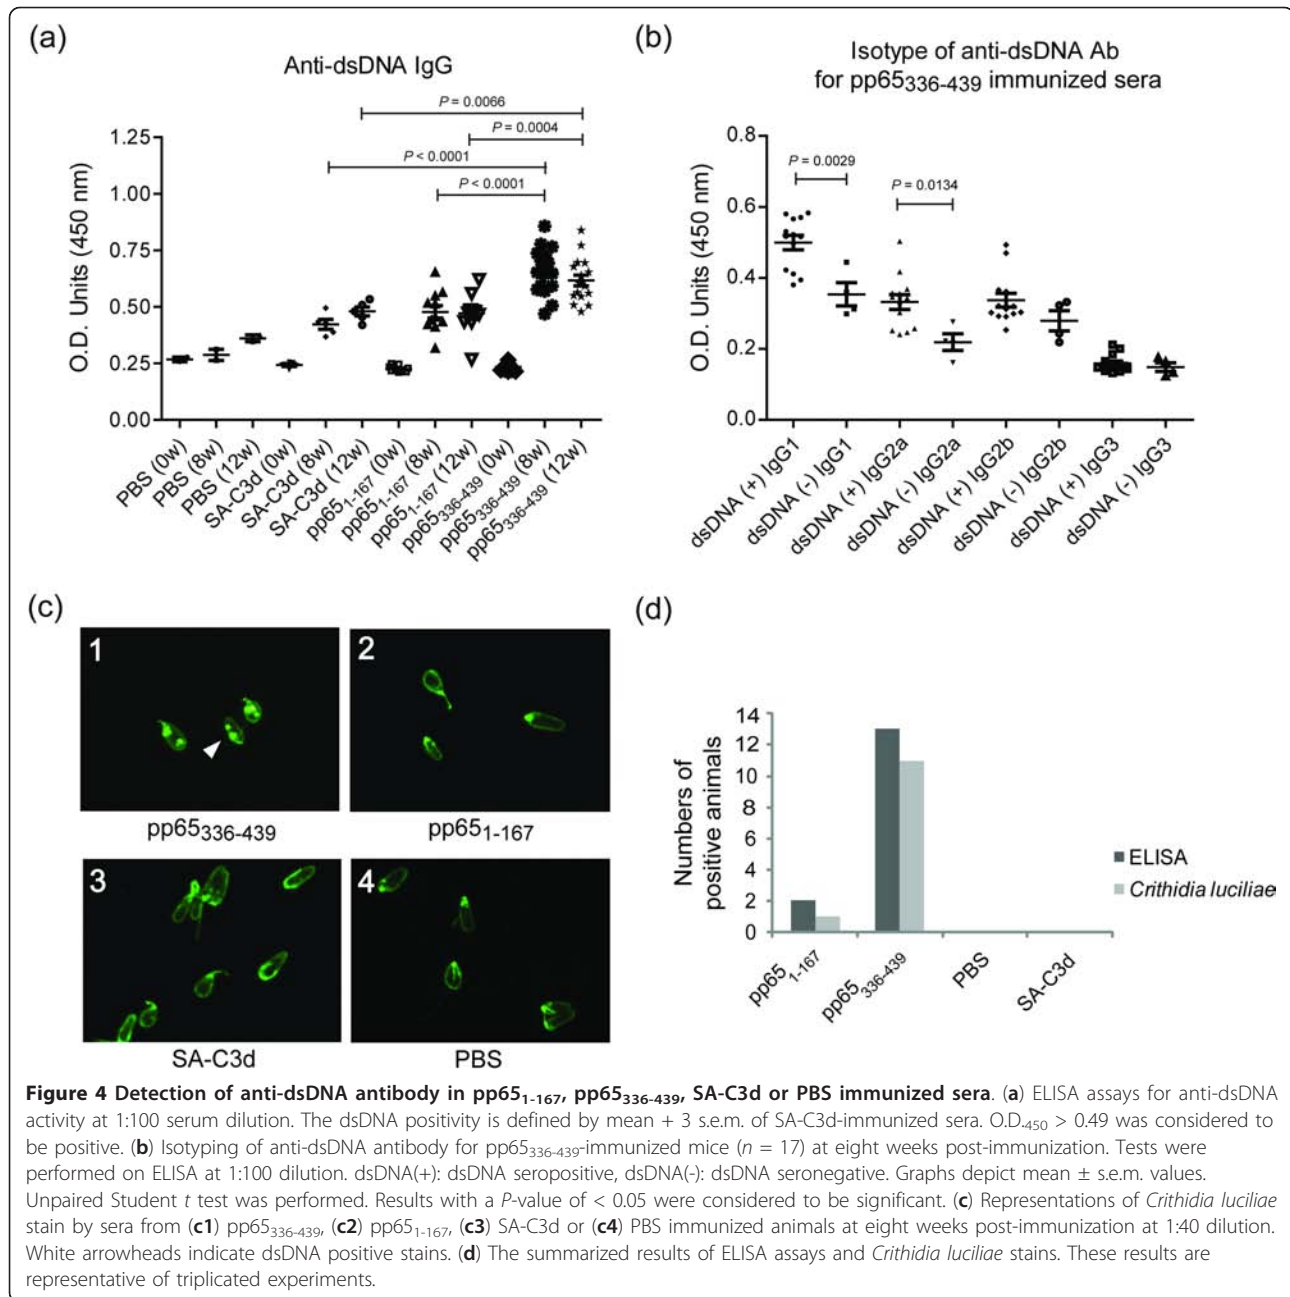 (a)
Anti-dsDNA IgG
P = 0.0066
P = 0.0004
P < 0.0001
P < 0.0001
O.D. Units (450 nm)
1.25
1.00
0.75
0.50
0.25
0.00
PBS (0w)
PBS (8w)
PBS (12w)
SA-C3d (0w)
SA-C3d (8w)
SA-C3d (12w)
pp65₁₋₁₆₇ (0w)
pp65₁₋₁₆₇ (8w)
pp65₁₋₁₆₇ (12w)
pp65₃₃₆₋₄₃₉ (0w)
pp65₃₃₆₋₄₃₉ (8w)
pp65₃₃₆₋₄₃₉ (12w)
(b)
Isotype of anti-dsDNA Ab
for pp65₃₃₆₋₄₃₉ immunized sera
P = 0.0029
P = 0.0134
O.D. Units (450 nm)
0.8
0.6
0.4
0.2
0.0
dsDNA (+) IgG1
dsDNA (-) IgG1
dsDNA (+) IgG2a
dsDNA (-) IgG2a
dsDNA (+) IgG2b
dsDNA (-) IgG2b
dsDNA (+) IgG3
dsDNA (-) IgG3
(c)
1
2
pp65₃₃₆₋₄₃₉
pp65₁₋₁₆₇
3
4
SA-C3d
PBS
(d)
Numbers of
positive animals
14
12
10
8
6
4
2
0
pp65₁₋₁₆₇
pp65₃₃₆₋₄₃₉
PBS
SA-C3d
ELISA
Crithidia luciliae
Figure 4 Detection of anti-dsDNA antibody in pp65₁₋₁₆₇, pp65₃₃₆₋₄₃₉, SA-C3d or PBS immunized sera. (a) ELISA assays for anti-dsDNA
activity at 1:100 serum dilution. The dsDNA positivity is defined by mean + 3 s.e.m. of SA-C3d-immunized sera. O.D.₄₅₀ > 0.49 was considered to
be positive. (b) Isotyping of anti-dsDNA antibody for pp65₃₃₆₋₄₃₉-immunized mice (n = 17) at eight weeks post-immunization. Tests were
performed on ELISA at 1:100 dilution. dsDNA(+): dsDNA seropositive, dsDNA(-): dsDNA seronegative. Graphs depict mean ± s.e.m. values.
Unpaired Student t test was performed. Results with a P-value of < 0.05 were considered to be significant. (c) Representations of Crithidia luciliae
stain by sera from (c1) pp65₃₃₆₋₄₃₉, (c2) pp65₁₋₁₆₇, (c3) SA-C3d or (c4) PBS immunized animals at eight weeks post-immunization at 1:40 dilution.
White arrowheads indicate dsDNA positive stains. (d) The summarized results of ELISA assays and Crithidia luciliae stains. These results are
representative of triplicated experiments.